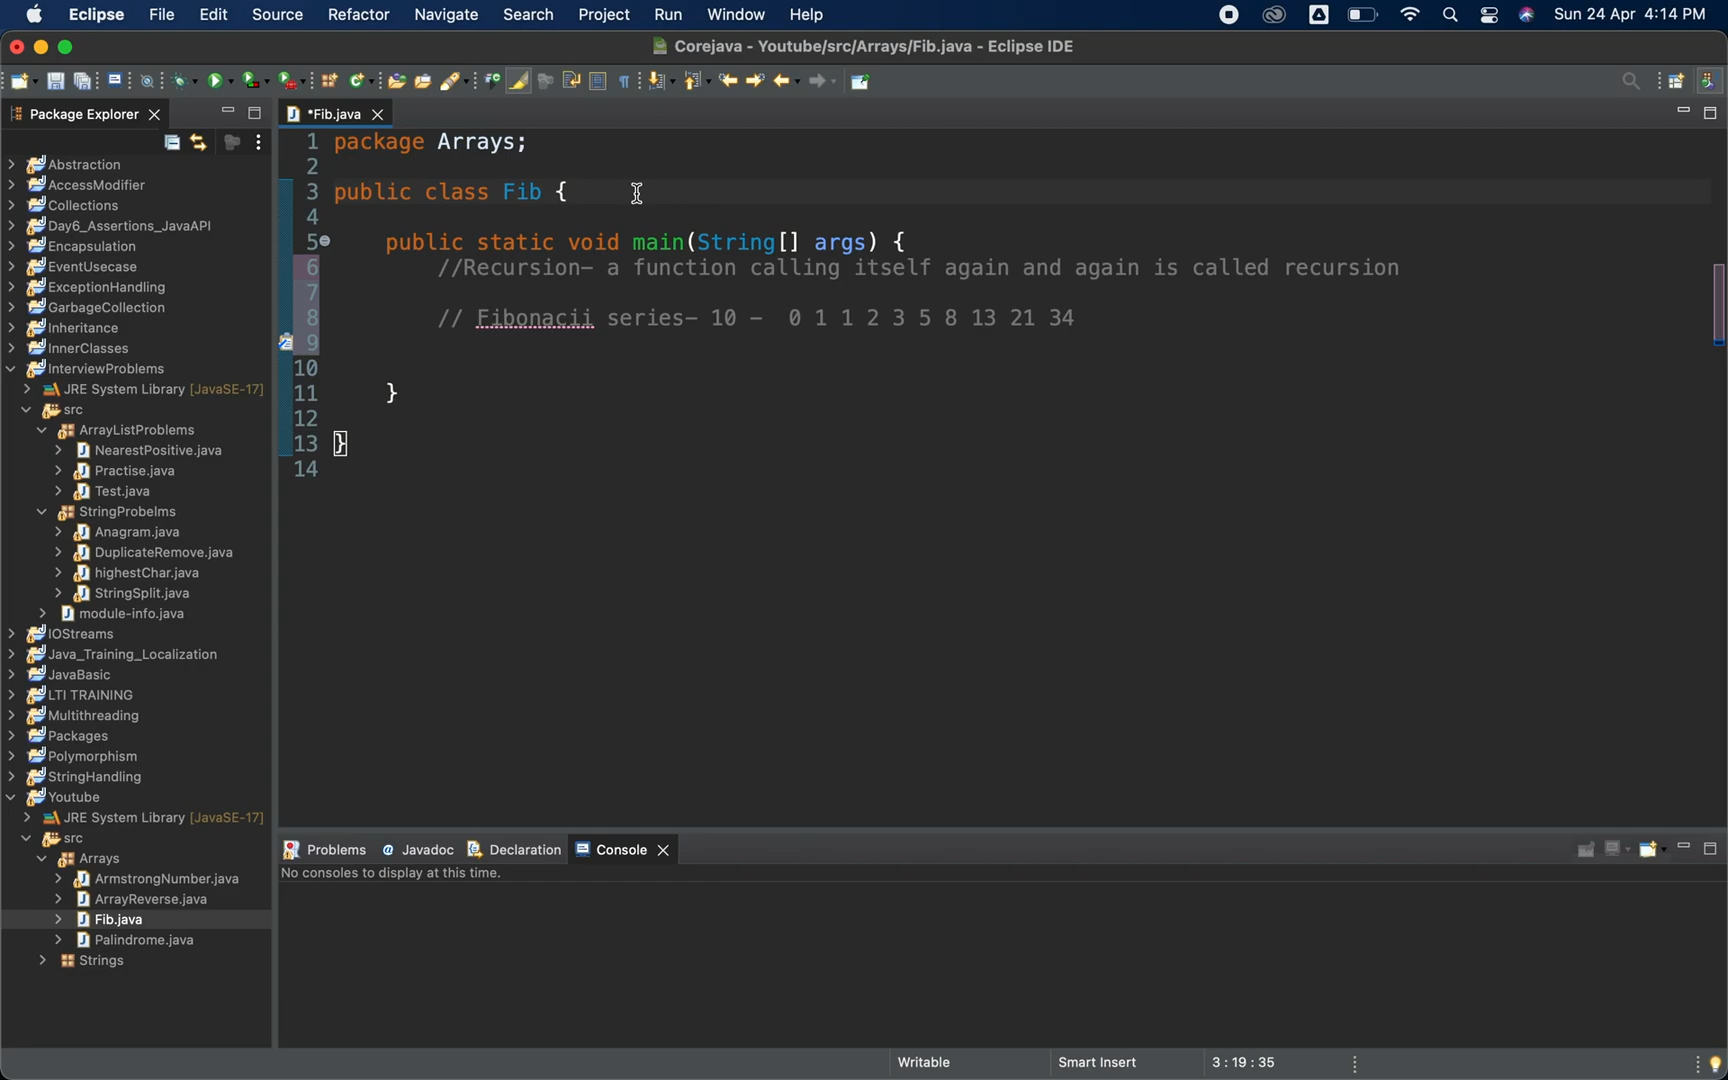 Eclipse File Edit Source Refactor Navigate Search Project Run Window Help Sun 24 Apr 4:14 PM
Corejava - Youtube/src/Arrays/Fib.java - Eclipse IDE
Package Explorer
*Fib.java
Abstraction
AccessModifier
Collections
Day6_Assertions_JavaAPI
Encapsulation
EventUsecase
ExceptionHandling
GarbageCollection
Inheritance
InnerClasses
InterviewProblems
JRE System Library [JavaSE-17]
src
ArrayListProblems
NearestPositive.java
Practise.java
Test.java
StringProbelms
Anagram.java
DuplicateRemove.java
highestChar.java
StringSplit.java
module-info.java
IOStreams
Java_Training_Localization
JavaBasic
LTI TRAINING
Multithreading
Packages
Polymorphism
StringHandling
Youtube
JRE System Library [JavaSE-17]
src
Arrays
ArmstrongNumber.java
ArrayReverse.java
Fib.java
Palindrome.java
Strings
1 package Arrays;
2
3 public class Fib {
4
5 public static void main(String[] args) {
6 //Recursion- a function calling itself again and again is called recursion
7
8 // Fibonacii series- 10 - 0 1 1 2 3 5 8 13 21 34
9
10
11 }
12
13 }
14
Problems Javadoc Declaration Console
No consoles to display at this time.
Writable Smart Insert 3 : 19 : 35